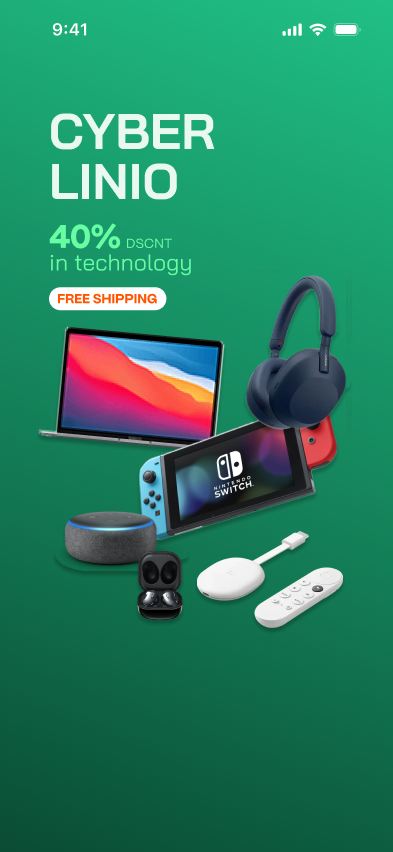 9:41
CYBER
LINIO
40% DSCNT
in technology
FREE SHIPPING
NINTENDO
SWITCH.